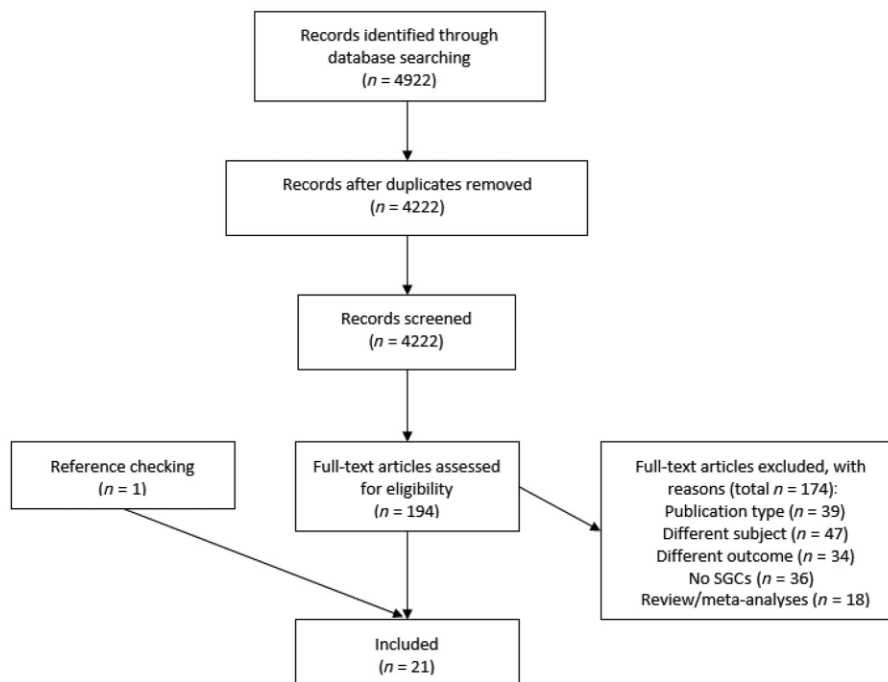 Records identified through
database searching
(n = 4922)
Records after duplicates removed
(n = 4222)
Records screened
(n = 4222)
Reference checking
(n = 1)
Full-text articles assessed
for eligibility
(n = 194)
Full-text articles excluded, with
reasons (total n = 174):
Publication type (n = 39)
Different subject (n = 47)
Different outcome (n = 34)
No SGCs (n = 36)
Review/meta-analyses (n = 18)
Included
(n = 21)